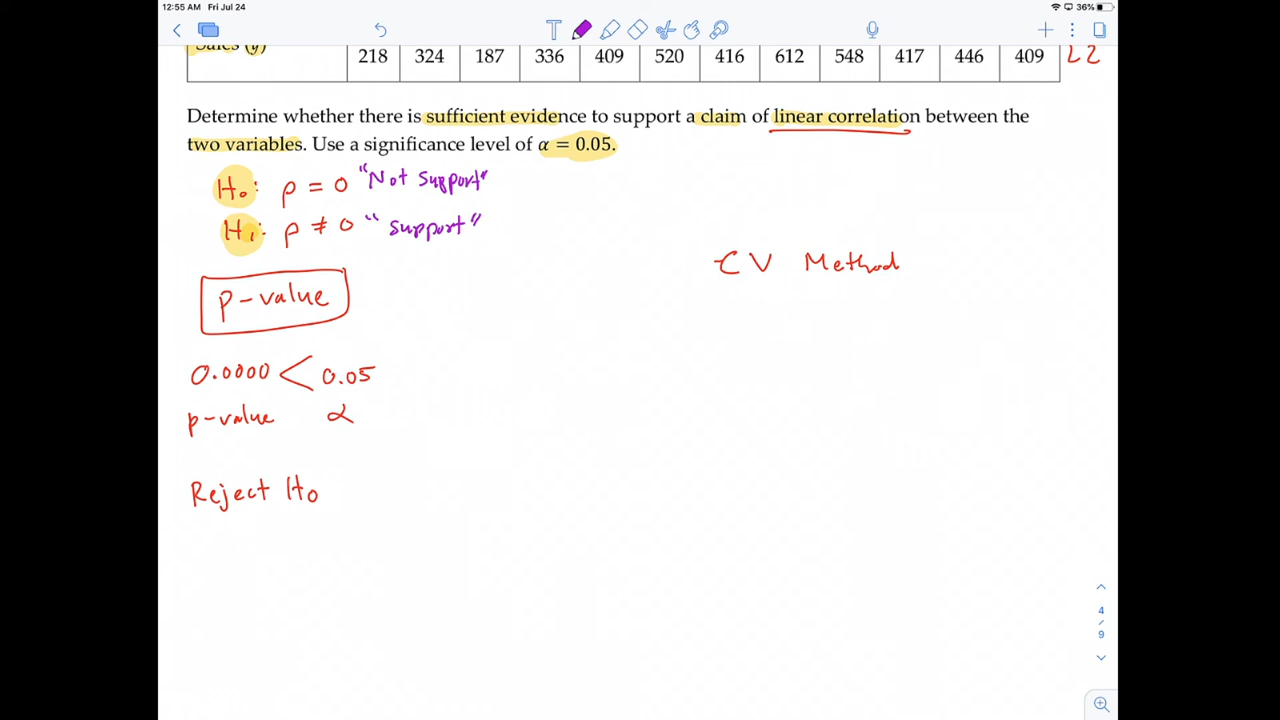 12:55 AM Fri Jul 24
36%
Sales (y)
218 324 187 336 409 520 416 612 548 417 446 409 L2
Determine whether there is sufficient evidence to support a claim of linear correlation between the
two variables. Use a significance level of α = 0.05.
H₀: ρ = 0 "Not Support"
H₁: ρ ≠ 0 "Support"
CV Method
p-value
0.0000 < 0.05
p-value α
Reject H₀
4
/
9